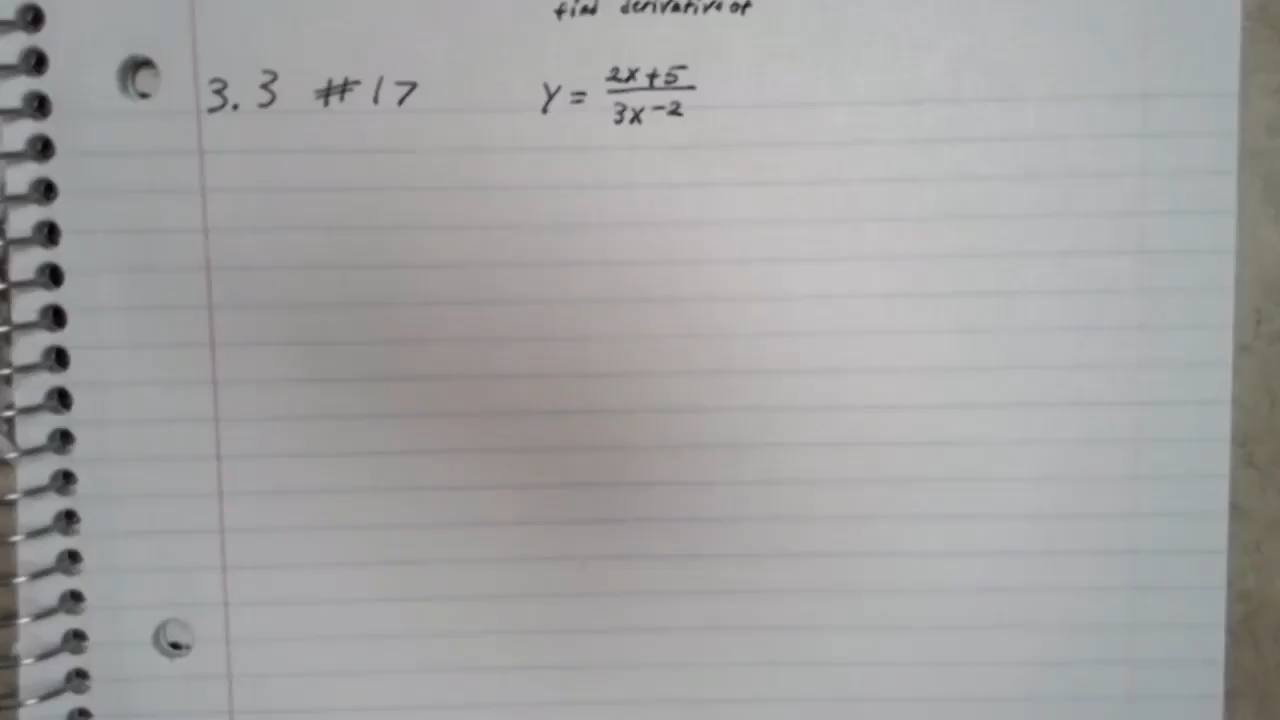 find derivative of
3.3 #17 y = 2x+5 / 3x-2